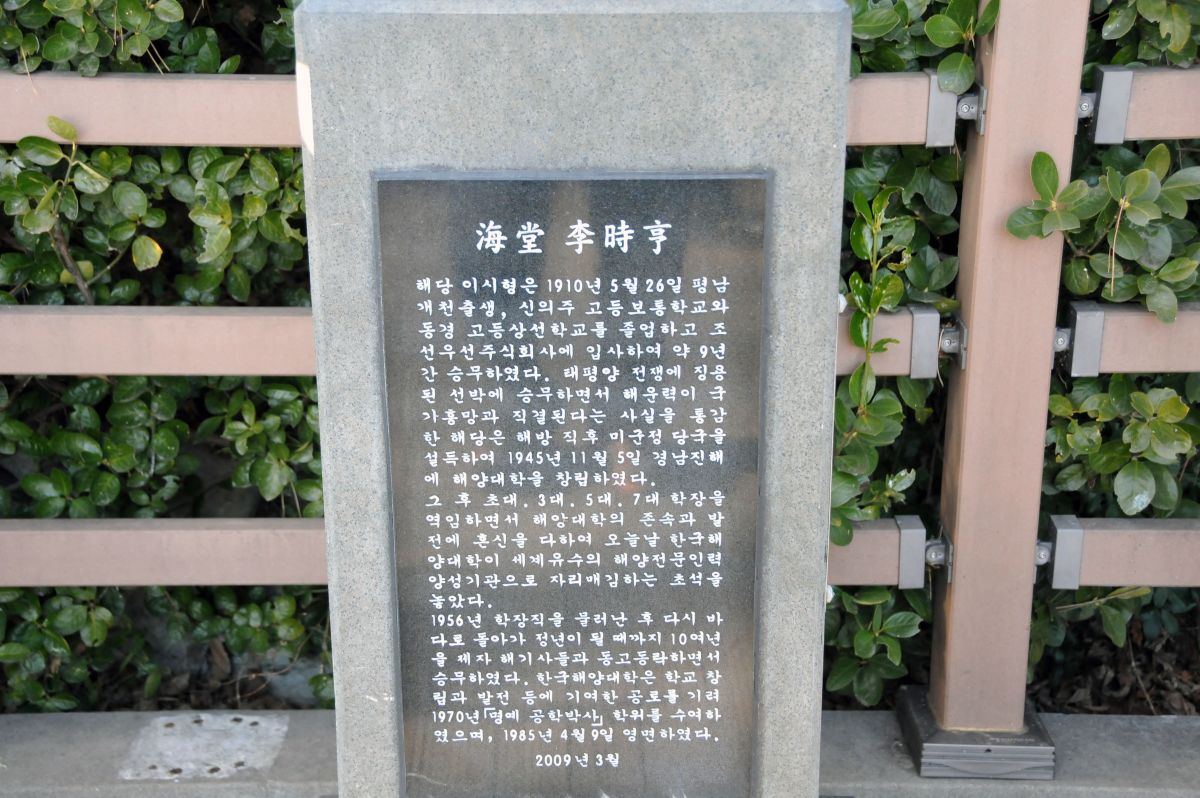 海堂 李時亨
해당 이시형은 1910년 5월 26일 평남
개천출생, 신의주 고등보통학교와
동경 고등상선학교를 졸업하고 조
선우선주식회사에 입사하여 약 9년
간 승무하였다. 태평양 전쟁에 징용
된 선박에 승무하면서 해운력이 국
가흥망과 직결된다는 사실을 통감
한 해당은 해방 직후 미군정 당국을
설득하여 1945년 11월 5일 경남진해
에 해양대학을 창립하였다.
그 후 초대. 3대. 5대. 7대 학장을
역임하면서 해양대학의 존속과 발
전에 혼신을 다하여 오늘날 한국해
양대학이 세계유수의 해양전문인력
양성기관으로 자리매김하는 초석을
놓았다.
1956년 학장직을 물러난 후 다시 바
다로 돌아가 정년이 될 때까지 10여년
을 제자 해기사들과 동고동락하면서
승무하였다. 한국해양대학은 학교 창
립과 발전 등에 기여한 공로를 기려
1970년「명예 공학박사」학위를 수여하
였으며, 1985년 4월 9일 영면하였다.
2009년 3월